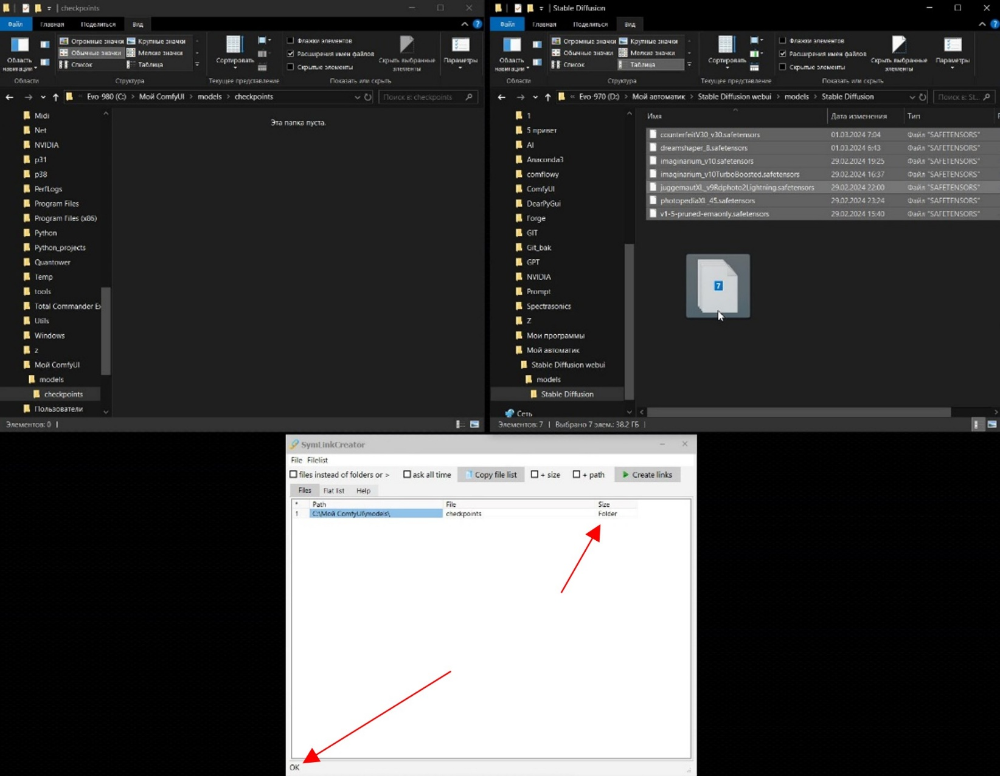 checkpoints
Файл Главная Поделиться Вид
Огромные значки Крупные значки
Обычные значки Мелкие значки
Список Таблица
Область навигации
Сортировать
Флажки элементов
Расширения имен файлов
Скрытые элементы
Скрыть выбранные элементы
Параметры
Области Структура Текущее представление Показать или скрыть
« Evo-980 (C:) > Мой ComfyUI > models > checkpoints
Поиск в: checkpoints
Midi
Net
NVIDIA
p31
p38
PerfLogs
Program Files
Program Files (x86)
Python
Python_projects
Quantower
Temp
tools
Total Commander Ex
Utils
Windows
z
Мой ComfyUI
models
checkpoints
Пользователи
Эта папка пуста.
Элементов: 0
Stable Diffusion
Файл Главная Поделиться Вид
Огромные значки Крупные значки
Обычные значки Мелкие значки
Список Таблица
Область навигации
Сортировать
Флажки элементов
Расширения имен файлов
Скрытые элементы
Скрыть выбранные элементы
Параметры
Области Структура Текущее представление Показать или скрыть
« Evo-970 (D:) > Мой автоматик > Stable Diffusion webui > models > Stable Diffusion
Поиск в: St...
1
5 привет
AI
Anaconda3
comflowy
ComfyUI
DearPyGui
Forge
GIT
Git_bak
GPT
NVIDIA
Prompt
Spectrasonics
Z
Мои программы
Мой автоматик
Stable Diffusion webui
models
Stable Diffusion
Сеть
Имя Дата изменения Тип
counterfeitV30_v30.safetensors 01.03.2024 7:04 Файл "SAFETENSORS"
dreamshaper_8.safetensors 01.03.2024 6:43 Файл "SAFETENSORS"
imaginarium_v10.safetensors 29.02.2024 19:25 Файл "SAFETENSORS"
imaginarium_v10TurboBoosted.safetensors 29.02.2024 16:37 Файл "SAFETENSORS"
juggernautXL_v9Rdphoto2Lightning.safetensors 29.02.2024 22:00 Файл "SAFETENSORS"
photopediaXL_45.safetensors 29.02.2024 23:24 Файл "SAFETENSORS"
v1-5-pruned-emaonly.safetensors 29.02.2024 15:40 Файл "SAFETENSORS"
7
Элементов: 7 | Выбрано 7 элем.: 38.2 ГБ
SymLinkCreator
File Filelist
files instead of folders or > ask all time Copy file list + size + path Create links
Files Flat list Help
* Path File Size
1 C:\Мой ComfyUI\models\ checkpoints Folder
OK